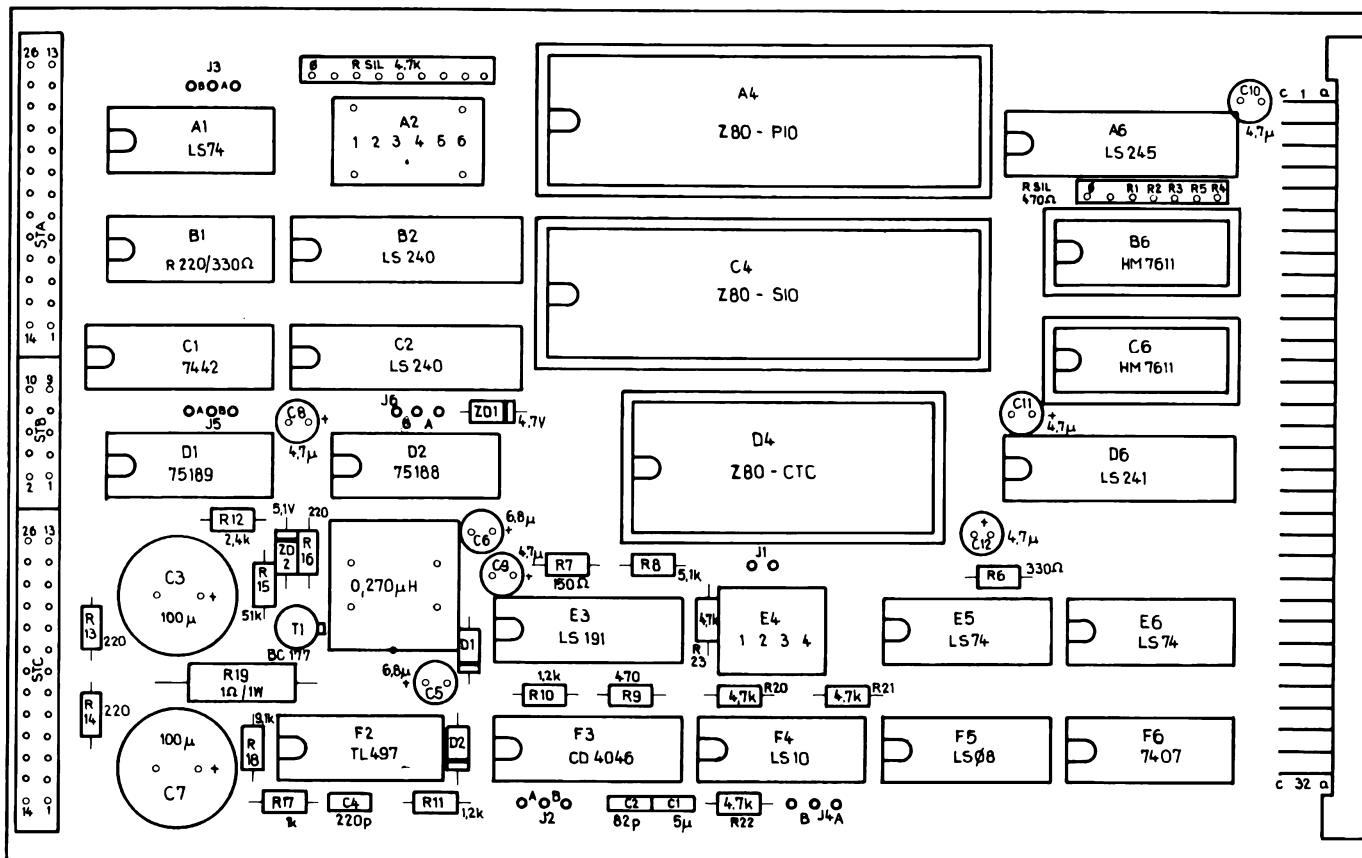 26 13
J3
B A
Ø R SIL 4,7k
A1
LS74
A2
1 2 3 4 5 6
A4
Z80 - PIO
C10
4,7µ
c 1 a
A6
LS 245
R SIL
470Ω
Ø R1 R2 R3 R5 R4
STA
B1
R 220/330Ω
B2
LS 240
C4
Z80 - SIO
B6
HM 7611
14 1
C1
7442
C2
LS 240
C6
HM 7611
10 9
STB
2 1
A B
J5
C8
+
4,7µ
J6
B A
ZD1
4,7V
C11
+
4,7µ
D1
75189
D2
75188
D4
Z80 - CTC
D6
LS 241
26 13
STC
14 1
R12
2,4k
5,1V
ZD
2
220
R
16
R
15
51k
0,270µH
6,8µ
C6
+
4,7µ
C9
+
R7
150Ω
R8
5,1k
J1
+
C12
4,7µ
R6
330Ω
C3
+
100µ
R
13
220
T1
BC 177
D1
E3
LS 191
4,7k
R
23
E4
1 2 3 4
E5
LS74
E6
LS 74
R19
1Ω/1W
6,8µ
+
C5
1,2k
R10
470
R9
4,7k
R20
4,7k
R21
R
14
220
100µ
+
C7
9,1k
R
18
F2
TL497
D2
F3
CD 4046
F4
LS 10
F5
LSØ8
F6
7407
c 32 a
R17
1k
C4
220p
R11
1,2k
A B
J2
C2
82p
C1
5µ
4,7k
R22
B J4 A